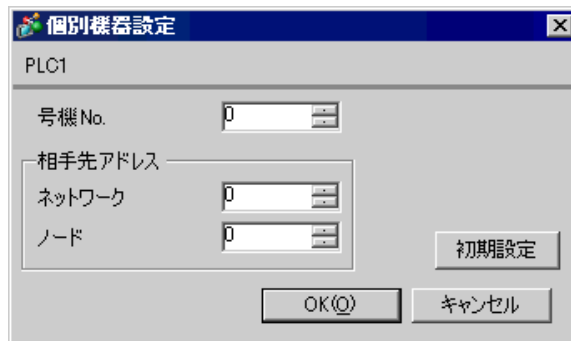 個別機器設定
PLC1
号機No. 0
相手先アドレス
ネットワーク 0
ノード 0
初期設定
OK(O) キャンセル